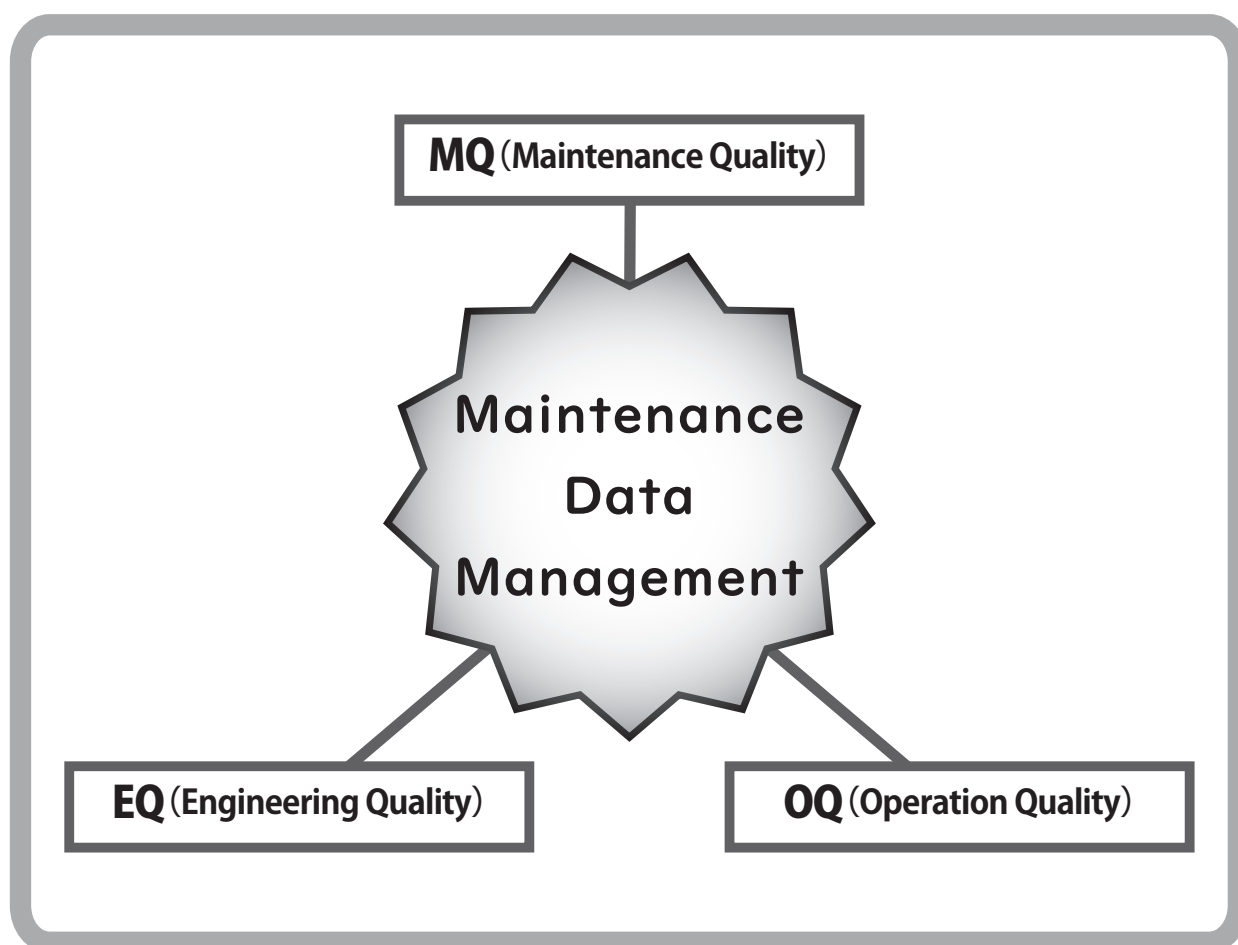 MQ（Maintenance Quality）
Maintenance
Data
Management
EQ（Engineering Quality）
OQ（Operation Quality）